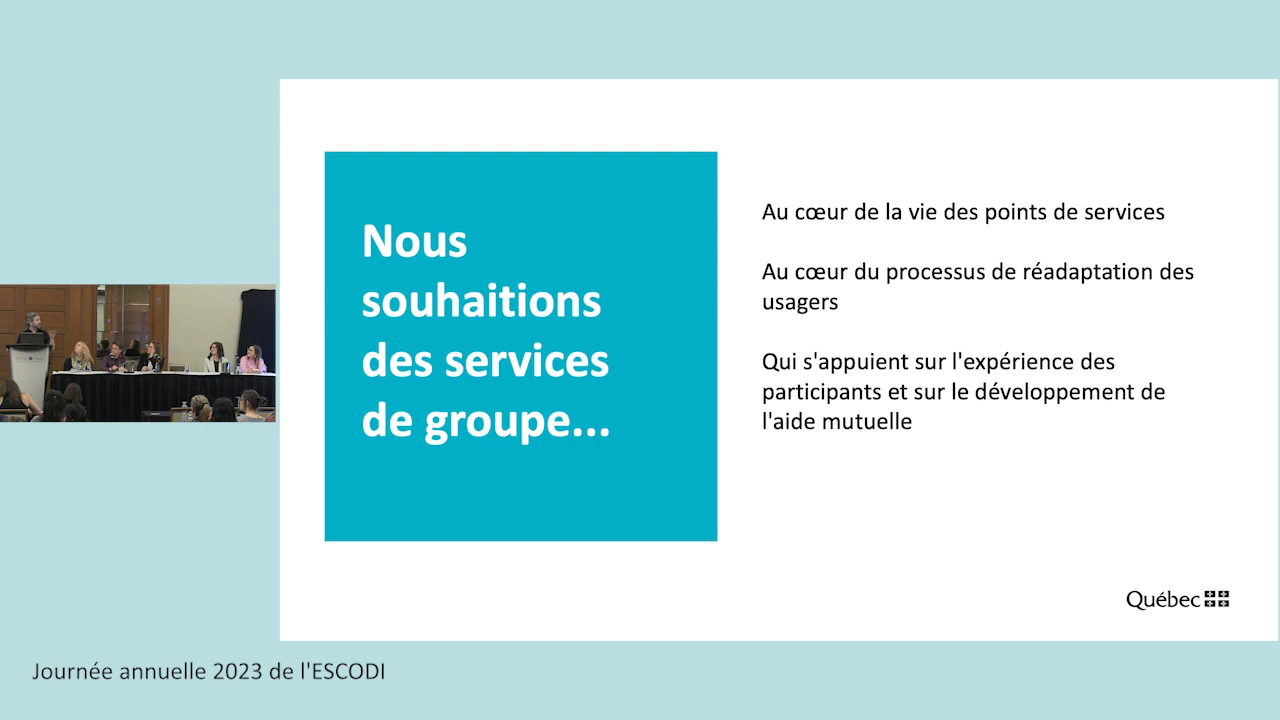 Nous
souhaitions
des services
de groupe...
Au cœur de la vie des points de services
Au cœur du processus de réadaptation des
usagers
Qui s'appuient sur l'expérience des
participants et sur le développement de
l'aide mutuelle
Québec
Journée annuelle 2023 de l'ESCODI